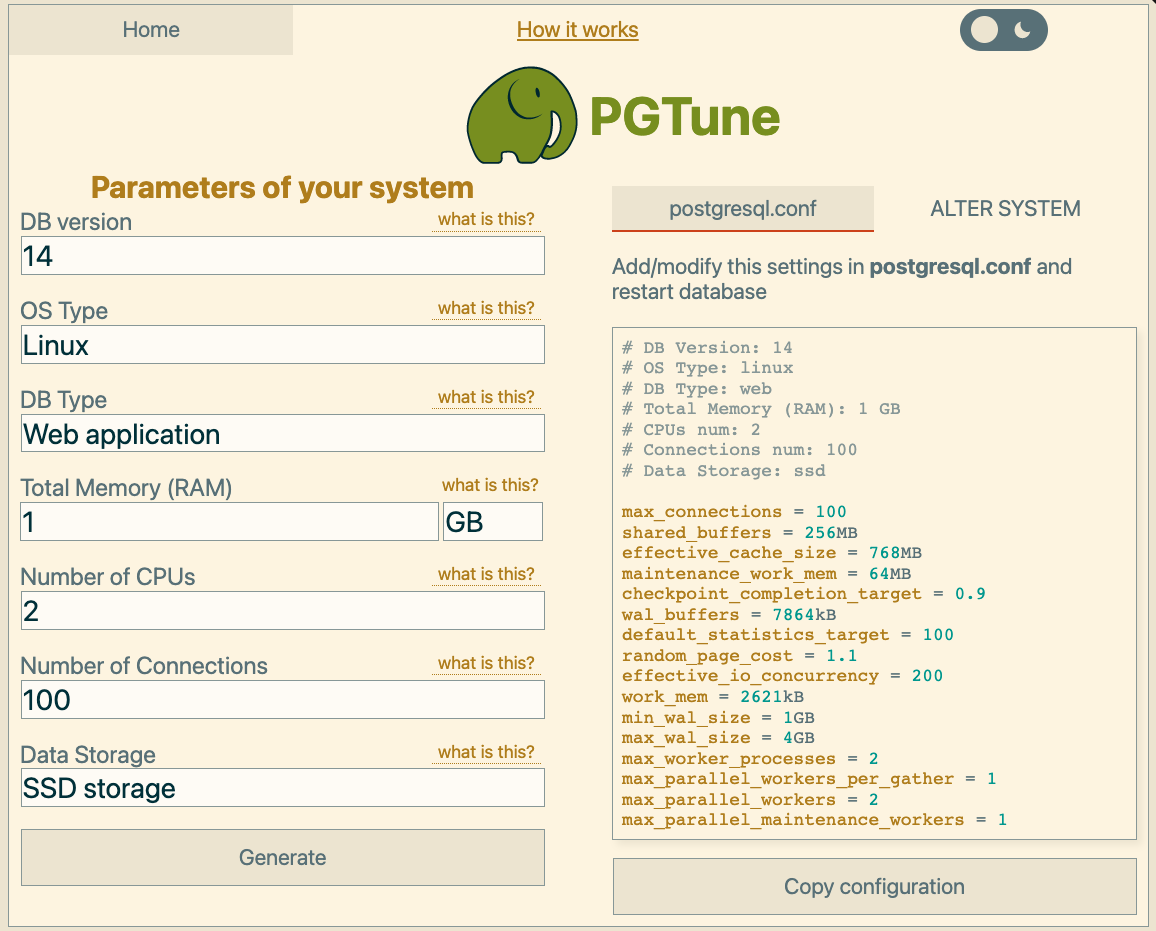 Home
How it works
PGTune
Parameters of your system
DB version what is this?
14
OS Type what is this?
Linux
DB Type what is this?
Web application
Total Memory (RAM) what is this?
1 GB
Number of CPUs what is this?
2
Number of Connections what is this?
100
Data Storage what is this?
SSD storage
Generate
postgresql.conf ALTER SYSTEM
Add/modify this settings in postgresql.conf and
restart database
# DB Version: 14
# OS Type: linux
# DB Type: web
# Total Memory (RAM): 1 GB
# CPUs num: 2
# Connections num: 100
# Data Storage: ssd
max_connections = 100
shared_buffers = 256MB
effective_cache_size = 768MB
maintenance_work_mem = 64MB
checkpoint_completion_target = 0.9
wal_buffers = 7864kB
default_statistics_target = 100
random_page_cost = 1.1
effective_io_concurrency = 200
work_mem = 2621kB
min_wal_size = 1GB
max_wal_size = 4GB
max_worker_processes = 2
max_parallel_workers_per_gather = 1
max_parallel_workers = 2
max_parallel_maintenance_workers = 1
Copy configuration